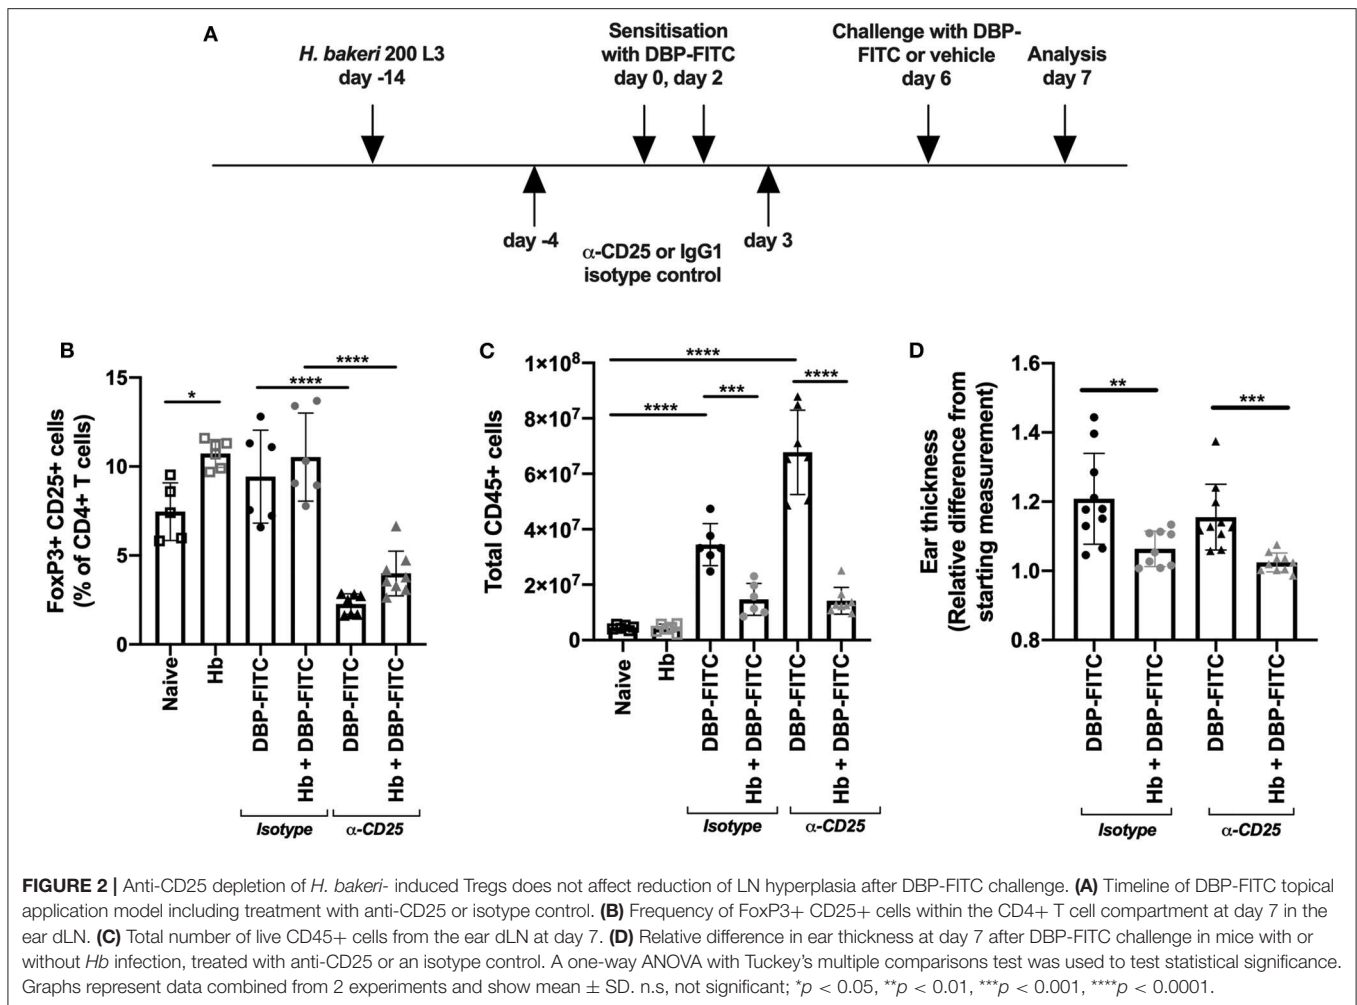 A
H. bakeri 200 L3
day -14
Sensitisation
with DBP-FITC
day 0, day 2
Challenge with DBP-
FITC or vehicle
day 6
Analysis
day 7
day -4
α-CD25 or IgG1
isotype control
day 3
B
FoxP3+ CD25+ cells
(% of CD4+ T cells)
15
10
5
0
*
****
****
Naive
Hb
DBP-FITC
Hb + DBP-FITC
DBP-FITC
Hb + DBP-FITC
Isotype
α-CD25
C
Total CD45+ cells
1×10⁸
8×10⁷
6×10⁷
4×10⁷
2×10⁷
0
****
****
***
****
Naive
Hb
DBP-FITC
Hb + DBP-FITC
DBP-FITC
Hb + DBP-FITC
Isotype
α-CD25
D
Ear thickness
(Relative difference from
starting measurement)
1.6
1.4
1.2
1.0
0.8
**
***
DBP-FITC
Hb + DBP-FITC
DBP-FITC
Hb + DBP-FITC
Isotype
α-CD25
FIGURE 2 | Anti-CD25 depletion of H. bakeri- induced Tregs does not affect reduction of LN hyperplasia after DBP-FITC challenge. (A) Timeline of DBP-FITC topical
application model including treatment with anti-CD25 or isotype control. (B) Frequency of FoxP3+ CD25+ cells within the CD4+ T cell compartment at day 7 in the
ear dLN. (C) Total number of live CD45+ cells from the ear dLN at day 7. (D) Relative difference in ear thickness at day 7 after DBP-FITC challenge in mice with or
without Hb infection, treated with anti-CD25 or an isotype control. A one-way ANOVA with Tuckey's multiple comparisons test was used to test statistical significance.
Graphs represent data combined from 2 experiments and show mean ± SD. n.s, not significant; *p < 0.05, **p < 0.01, ***p < 0.001, ****p < 0.0001.